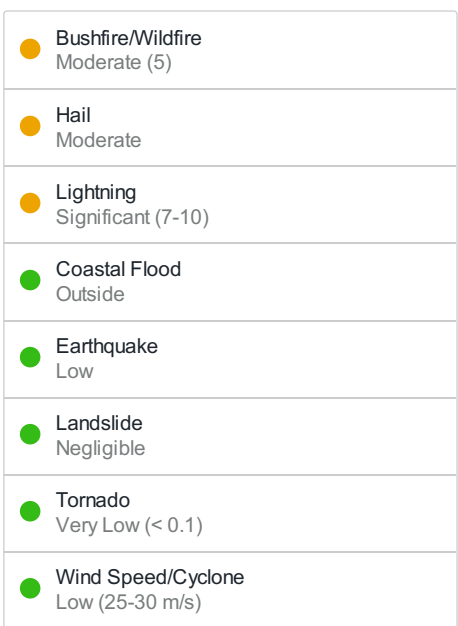 Bushfire/Wildfire
Moderate (5)
Hail
Moderate
Lightning
Significant (7-10)
Coastal Flood
Outside
Earthquake
Low
Landslide
Negligible
Tornado
Very Low (< 0.1)
Wind Speed/Cyclone
Low (25-30 m/s)